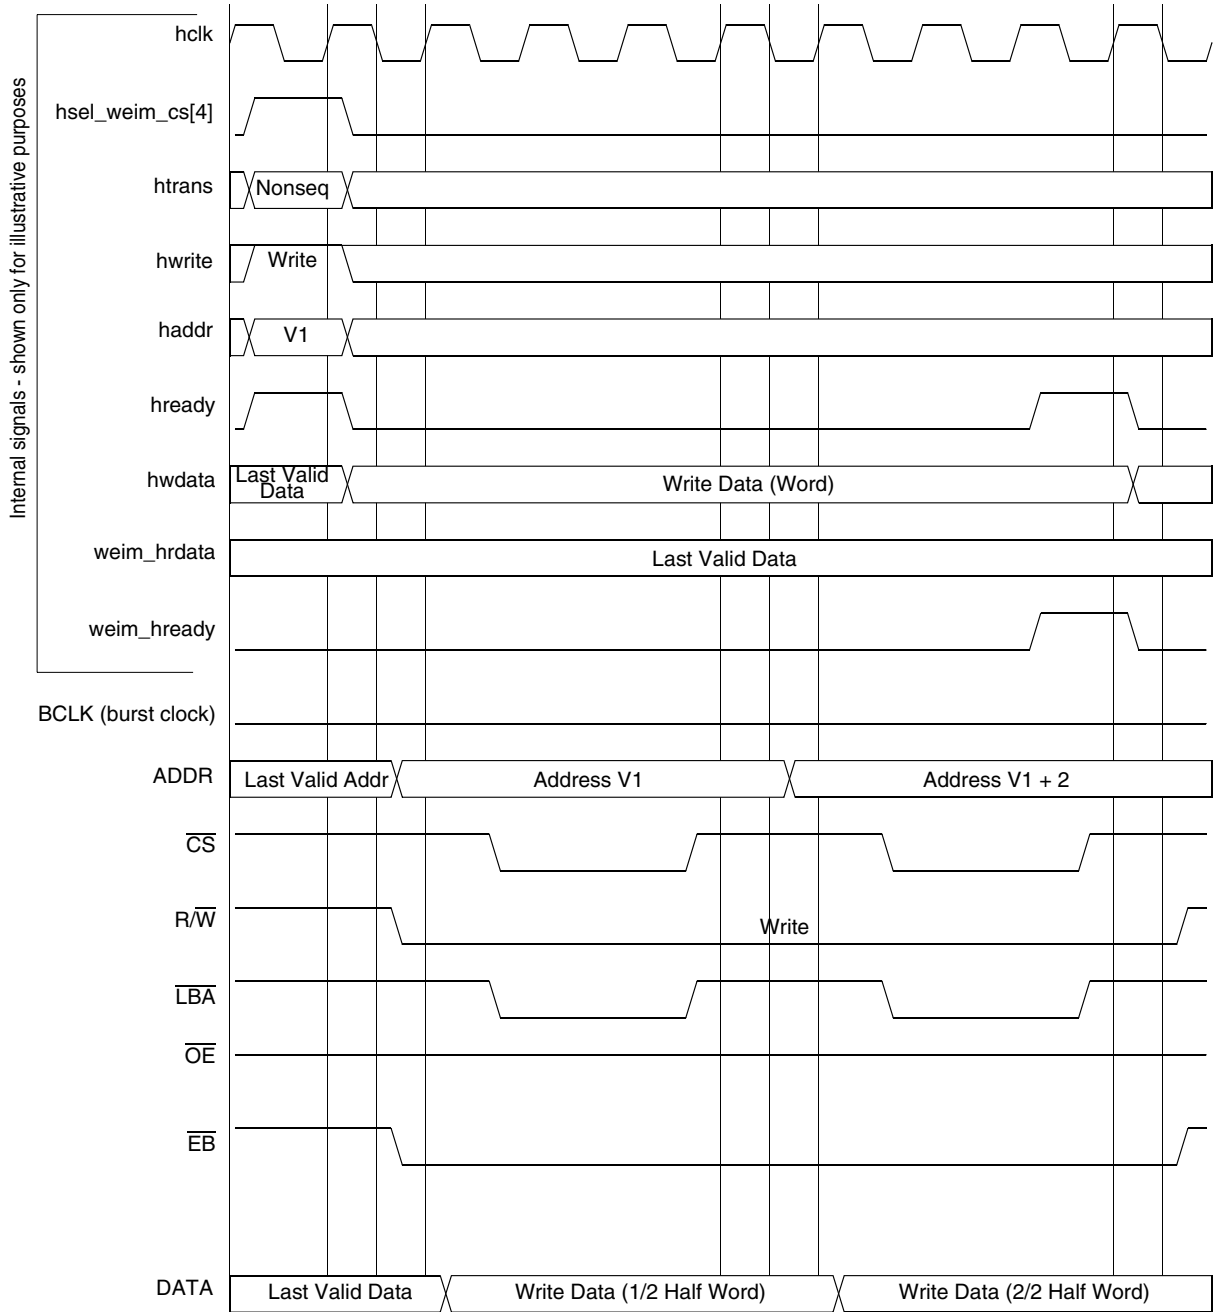 Internal signals - shown only for illustrative purposes
hclk
hsel_weim_cs[4]
htrans
Nonseq
hwrite
Write
haddr
V1
hready
hwdata
Last Valid
Data
Write Data (Word)
weim_hrdata
Last Valid Data
weim_hready
BCLK (burst clock)
ADDR
Last Valid Addr
Address V1
Address V1 + 2
CS
R/W
Write
LBA
OE
EB
DATA
Last Valid Data
Write Data (1/2 Half Word)
Write Data (2/2 Half Word)